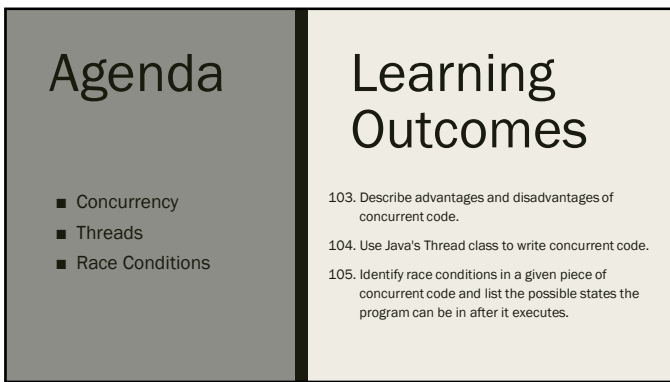 Agenda
■ Concurrency
■ Threads
■ Race Conditions
Learning
Outcomes
103. Describe advantages and disadvantages of
concurrent code.
104. Use Java's Thread class to write concurrent code.
105. Identify race conditions in a given piece of
concurrent code and list the possible states the
program can be in after it executes.